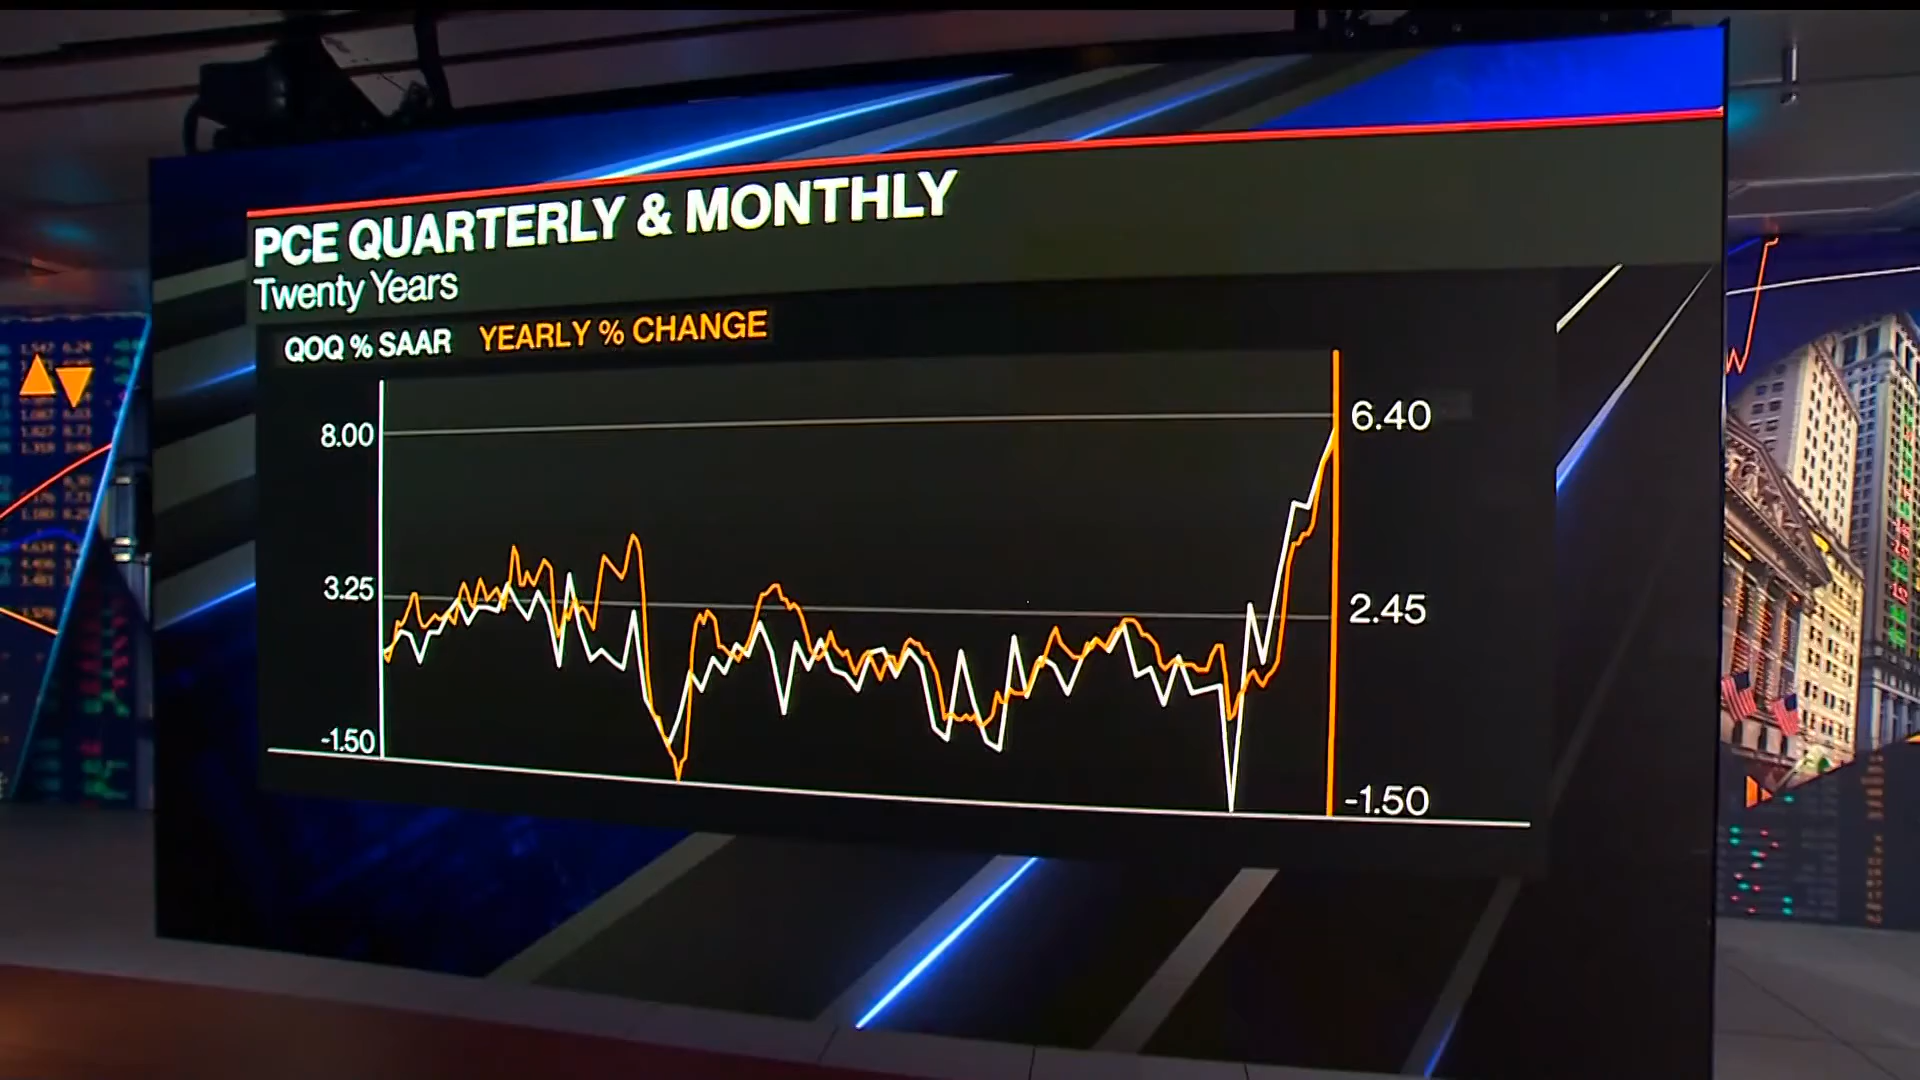 PCE QUARTERLY & MONTHLY
Twenty Years
QOQ % SAAR YEARLY % CHANGE
8.00
6.40
3.25
2.45
-1.50
-1.50